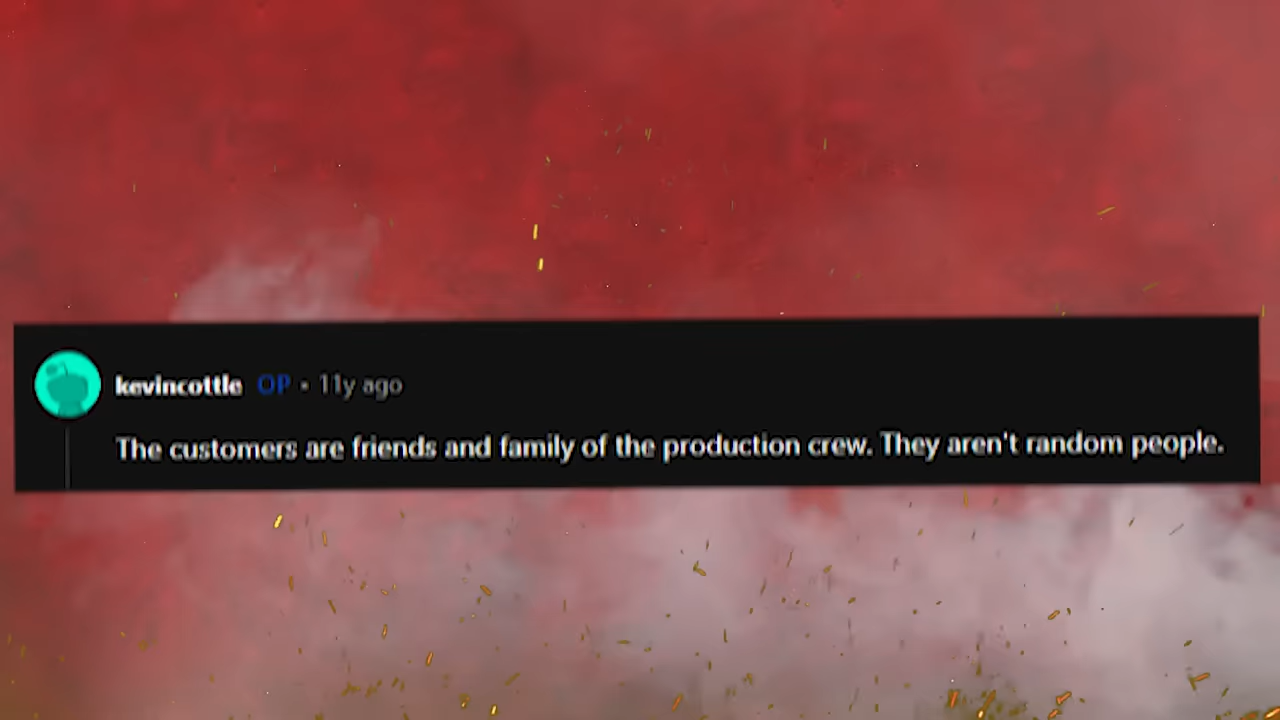 kevincottle OP • 11y ago
The customers are friends and family of the production crew. They aren't random people.